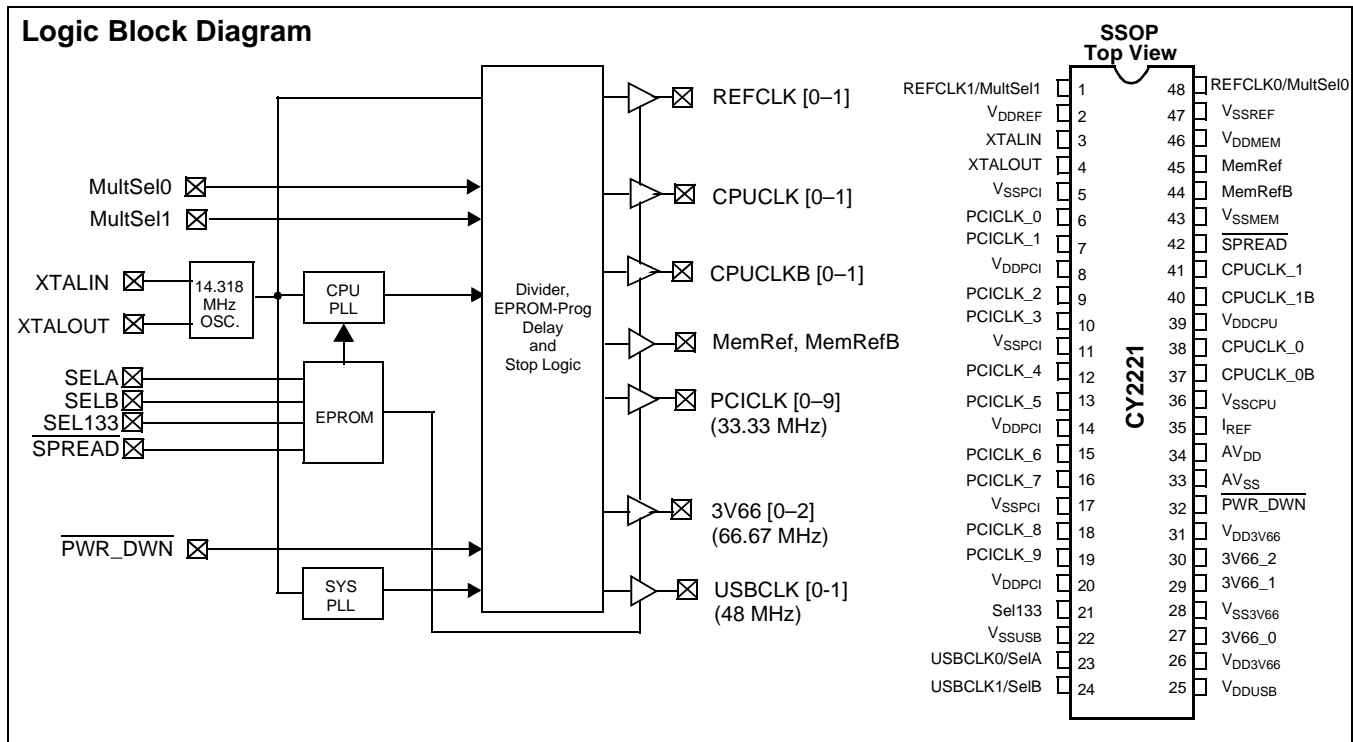 Logic Block Diagram
MultSel0
MultSel1
XTALIN
XTALOUT
14.318
MHz
OSC.
CPU
PLL
SELA
SELB
SEL133
SPREAD
EPROM
PWR_DWN
SYS
PLL
Divider,
EPROM-Prog
Delay
and
Stop Logic
REFCLK [0–1]
CPUCLK [0–1]
CPUCLKB [0–1]
MemRef, MemRefB
PCICLK [0–9]
(33.33 MHz)
3V66 [0–2]
(66.67 MHz)
USBCLK [0-1]
(48 MHz)
SSOP
Top View
REFCLK1/MultSel1 1 48 REFCLK0/MultSel0
VDDREF 2 47 VSSREF
XTALIN 3 46 VDDMEM
XTALOUT 4 45 MemRef
VSSPCI 5 44 MemRefB
PCICLK_0 6 43 VSSMEM
PCICLK_1 7 42 SPREAD
VDDPCI 8 41 CPUCLK_1
PCICLK_2 9 40 CPUCLK_1B
PCICLK_3 10 39 VDDCPU
VSSPCI 11 38 CPUCLK_0
PCICLK_4 12 37 CPUCLK_0B
PCICLK_5 13 36 VSSCPU
VDDPCI 14 35 IREF
PCICLK_6 15 34 AVDD
PCICLK_7 16 33 AVSS
VSSPCI 17 32 PWR_DWN
PCICLK_8 18 31 VDD3V66
PCICLK_9 19 30 3V66_2
VDDPCI 20 29 3V66_1
Sel133 21 28 VSS3V66
VSSUSB 22 27 3V66_0
USBCLK0/SelA 23 26 VDD3V66
USBCLK1/SelB 24 25 VDDUSB
CY2221